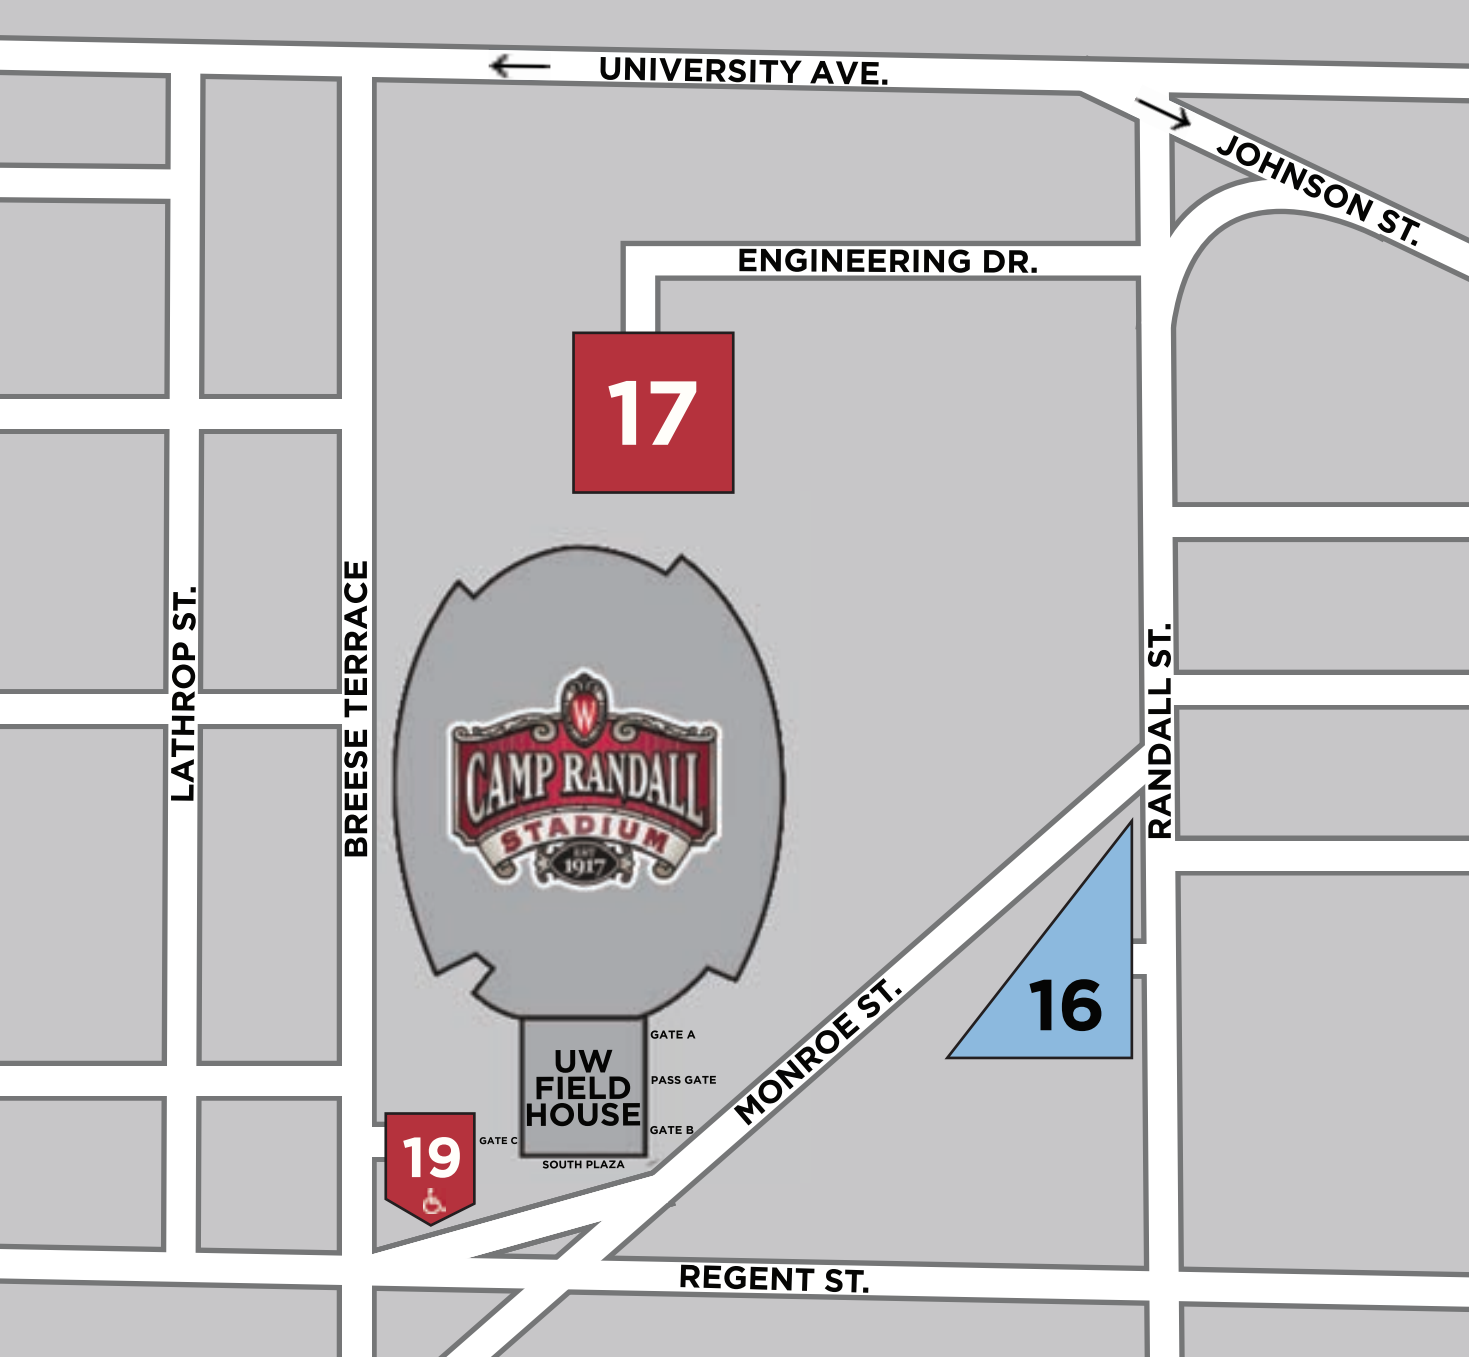 UNIVERSITY AVE.
JOHNSON ST.
ENGINEERING DR.
17
LATHROP ST.
BREESE TERRACE
RANDALL ST.
W
CAMP RANDALL
STADIUM
EST
1917
16
MONROE ST.
GATE A
UW
FIELD
HOUSE
PASS GATE
GATE B
GATE C
19
SOUTH PLAZA
REGENT ST.